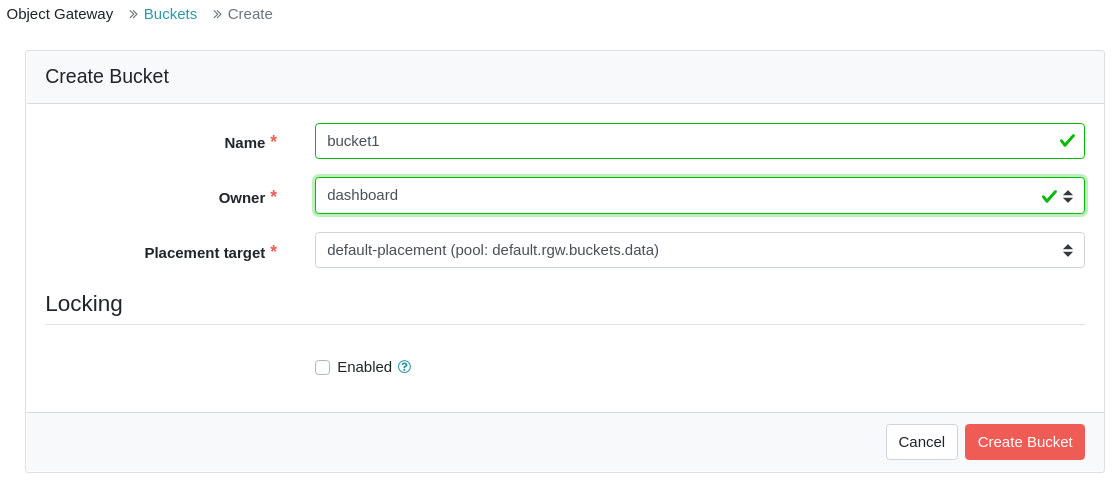 Object Gateway » Buckets » Create
Create Bucket
Name *
bucket1
Owner *
dashboard
Placement target *
default-placement (pool: default.rgw.buckets.data)
Locking
Enabled ?
Cancel
Create Bucket